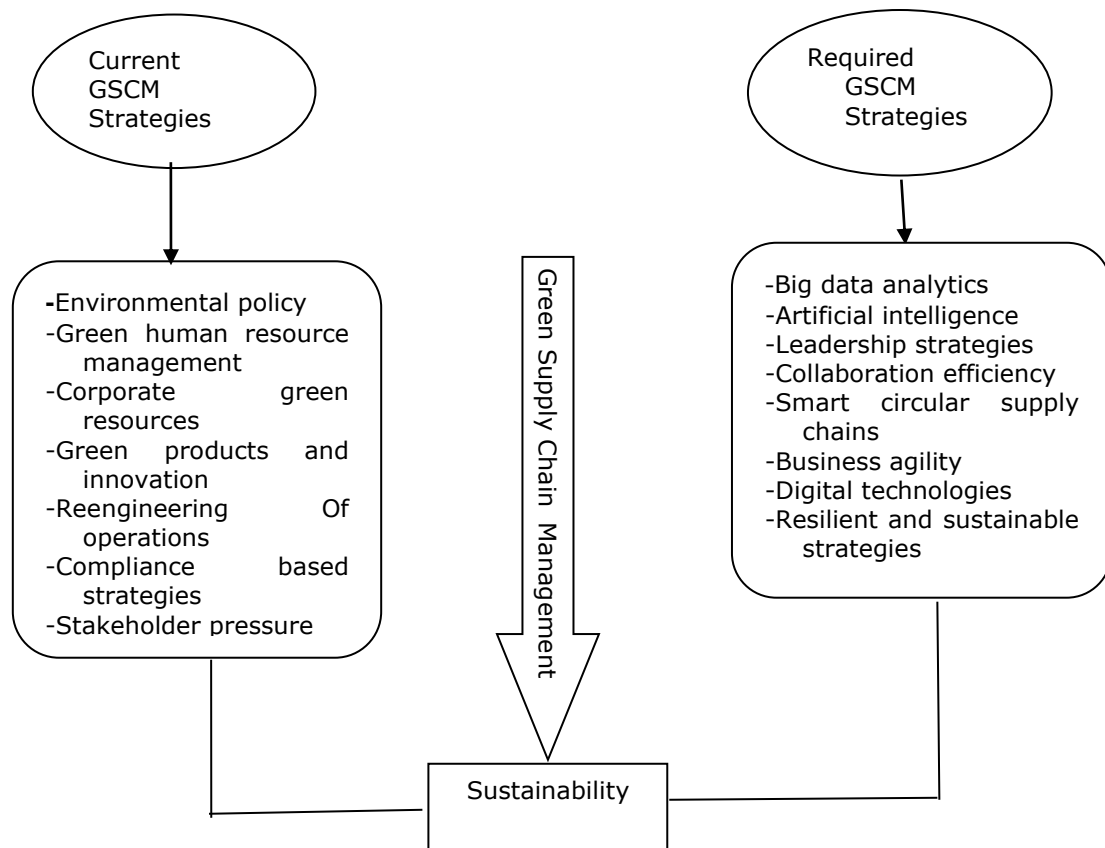 Current
GSCM
Strategies
Required
GSCM
Strategies
-Environmental policy
-Green human resource
management
-Corporate green
resources
-Green products and
innovation
-Reengineering Of
operations
-Compliance based
strategies
-Stakeholder pressure
Green Supply Chain Management
-Big data analytics
-Artificial intelligence
-Leadership strategies
-Collaboration efficiency
-Smart circular supply
chains
-Business agility
-Digital technologies
-Resilient and sustainable
strategies
Sustainability